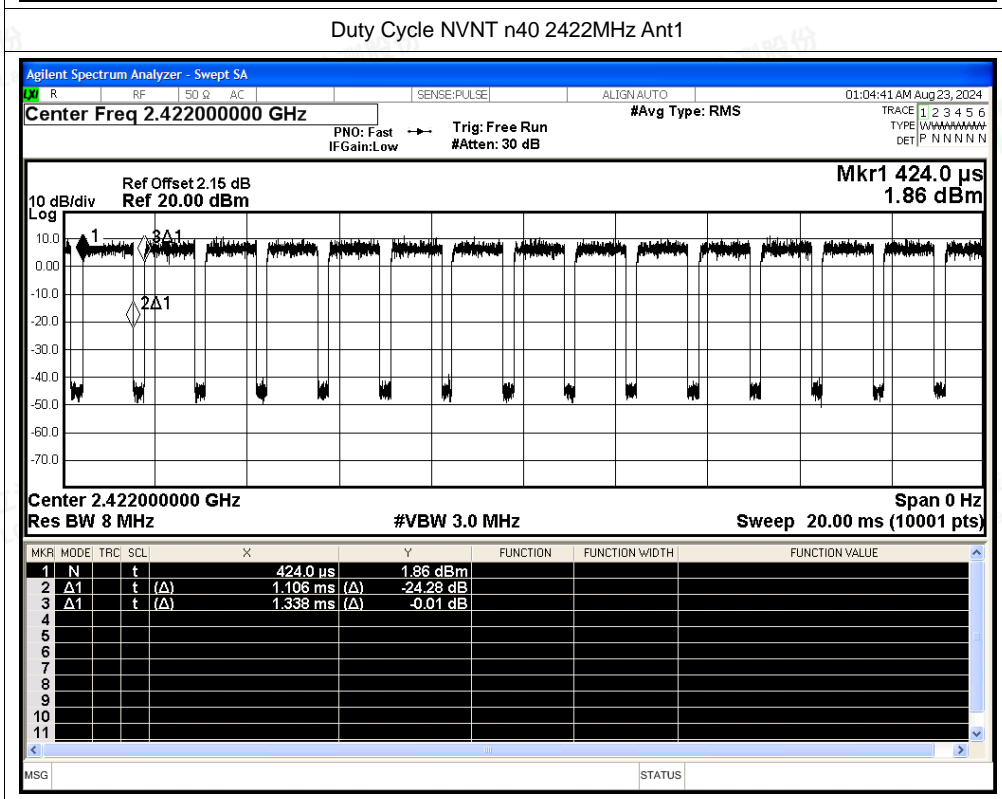 Duty Cycle NVNT n40 2422MHz Ant1
Agilent Spectrum Analyzer - Swept SA
LXI R RF 50 Ω AC SENSE:PULSE ALIGN AUTO 01:04:41 AM Aug 23, 2024
Center Freq 2.422000000 GHz #Avg Type: RMS TRACE 1 2 3 4 5 6
PNO: Fast Trig: Free Run TYPE WWWWWW
IFGain:Low #Atten: 30 dB DET P N N N N N
Mkr1 424.0 µs
Ref Offset 2.15 dB
10 dB/div Ref 20.00 dBm 1.86 dBm
Log
10.0
1 3Δ1
0.00
-10.0
2Δ1
-20.0
-30.0
-40.0
-50.0
-60.0
-70.0
Center 2.422000000 GHz Span 0 Hz
Res BW 8 MHz #VBW 3.0 MHz Sweep 20.00 ms (10001 pts)
MKR MODE TRC SCL X Y FUNCTION FUNCTION WIDTH FUNCTION VALUE
1 N t 424.0 µs 1.86 dBm
2 Δ1 t (Δ) 1.106 ms (Δ) -24.28 dB
3 Δ1 t (Δ) 1.338 ms (Δ) -0.01 dB
4
5
6
7
8
9
10
11
MSG STATUS